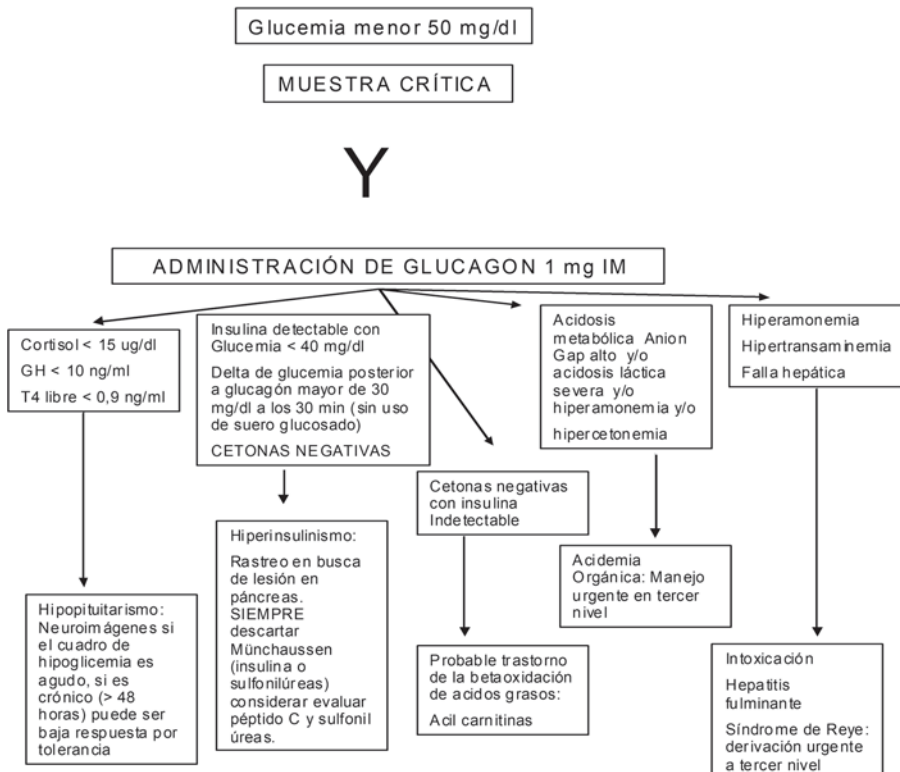 Glucemia menor 50 mg/dl
MUESTRA CRÍTICA
Y
ADMINISTRACIÓN DE GLUCAGON 1 mg IM
Cortisol < 15 ug/dl
GH < 10 ng/ml
T4 libre < 0,9 ng/ml
Insulina detectable con
Glucemia < 40 mg/dl
Delta de glucemia posterior
a glucagón mayor de 30
mg/dl a los 30 min (sin uso
de suero glucosado)
CETONAS NEGATIVAS
Acidosis
metabólica Anion
Gap alto y/o
acidosis láctica
severa y/o
hiperamonemia y/o
hipercetonemia
Hiperamonemia
Hipertransaminemia
Falla hepática
Cetonas negativas
con insulina
Indetectable
Hipopituitarismo:
Neuroimágenes si
el cuadro de
hipoglicemia es
agudo, si es
crónico (> 48
horas) puede ser
baja respuesta por
tolerancia
Hiperinsulinismo:
Rastreo en busca
de lesión en
páncreas.
SIEMPRE
descartar
Münchaussen
(insulina o
sulfonilúreas)
considerar evaluar
péptido C y sulfonil
úreas.
Probable trastorno
de la betaoxidación
de acidos grasos:
Acil carnitinas
Acidemia
Orgánica: Manejo
urgente en tercer
nivel
Intoxicación
Hepatitis
fulminante
Síndrome de Reye:
derivación urgente
a tercer nivel